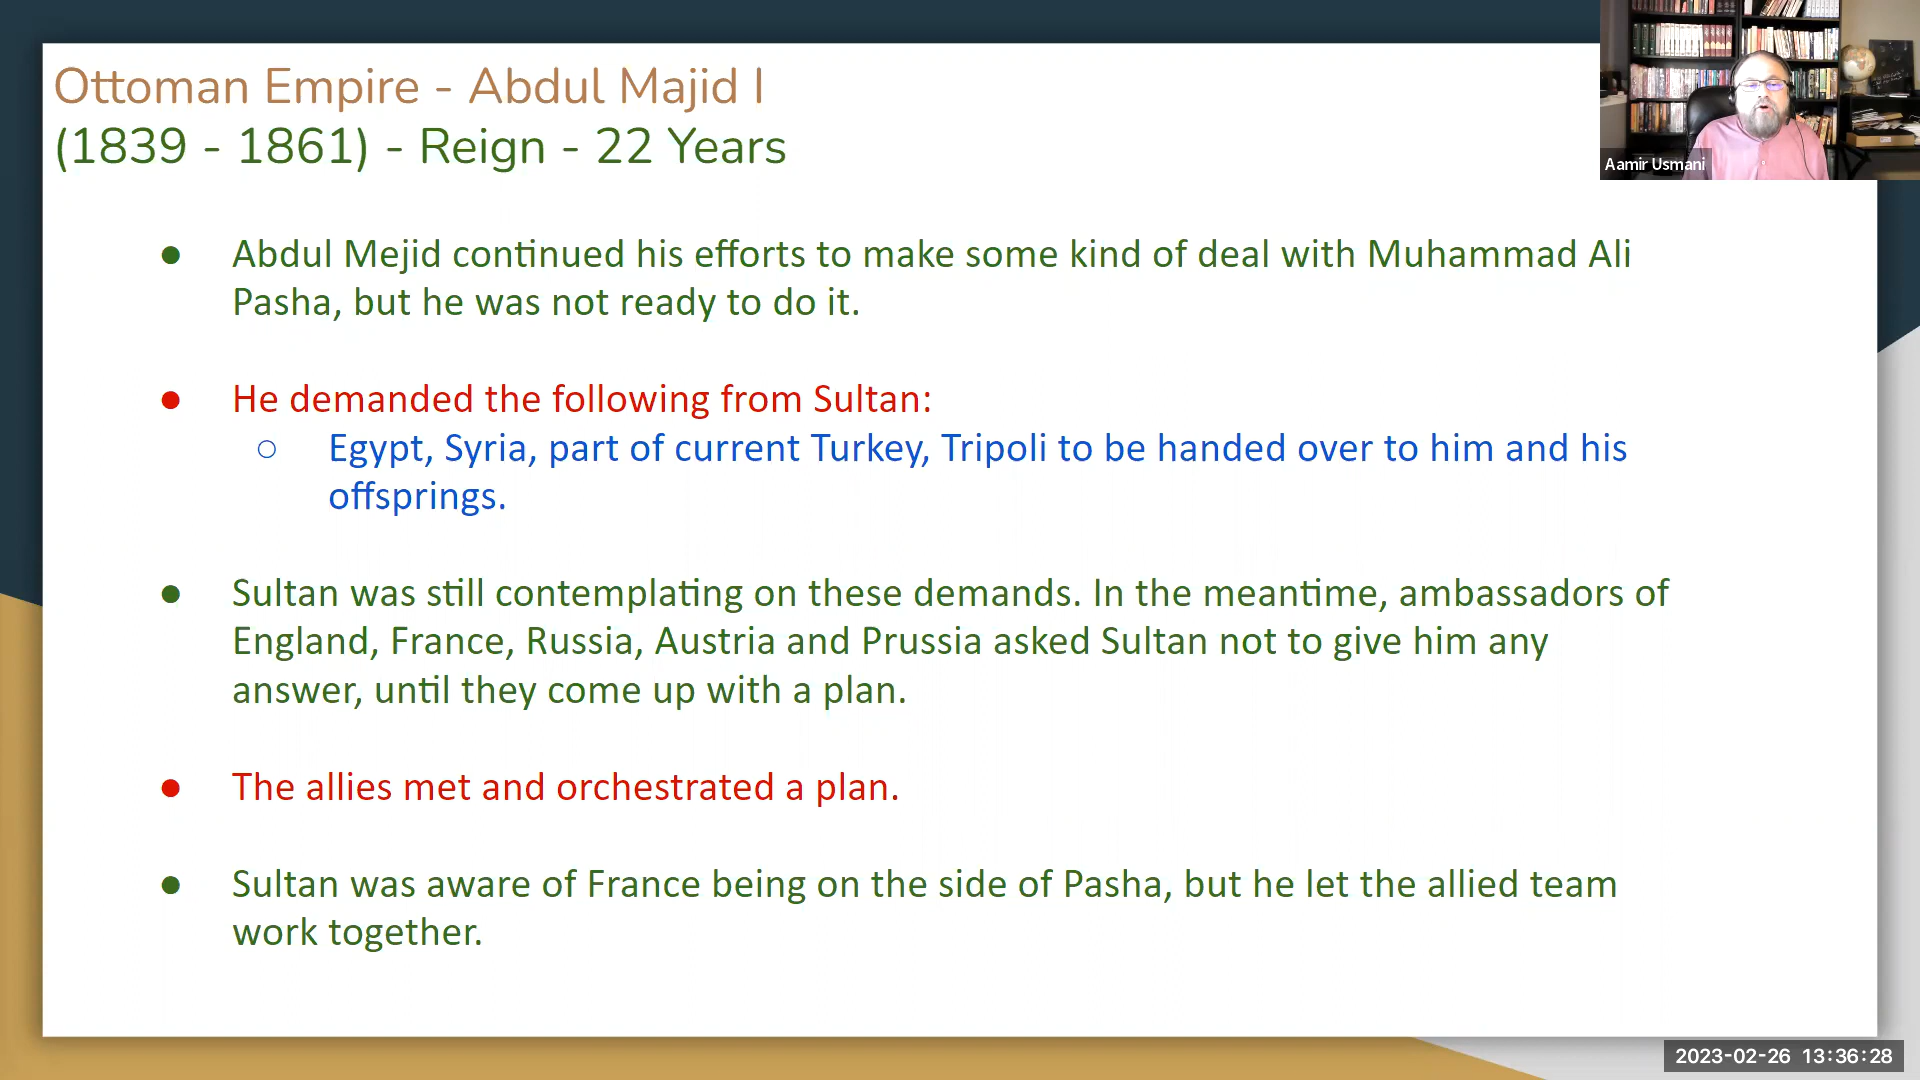 Ottoman Empire - Abdul Majid I
(1839 - 1861) - Reign - 22 Years
Aamir Usmani
● Abdul Mejid continued his efforts to make some kind of deal with Muhammad Ali
Pasha, but he was not ready to do it.
● He demanded the following from Sultan:
○ Egypt, Syria, part of current Turkey, Tripoli to be handed over to him and his
offsprings.
● Sultan was still contemplating on these demands. In the meantime, ambassadors of
England, France, Russia, Austria and Prussia asked Sultan not to give him any
answer, until they come up with a plan.
● The allies met and orchestrated a plan.
● Sultan was aware of France being on the side of Pasha, but he let the allied team
work together.
2023-02-26 13:36:28